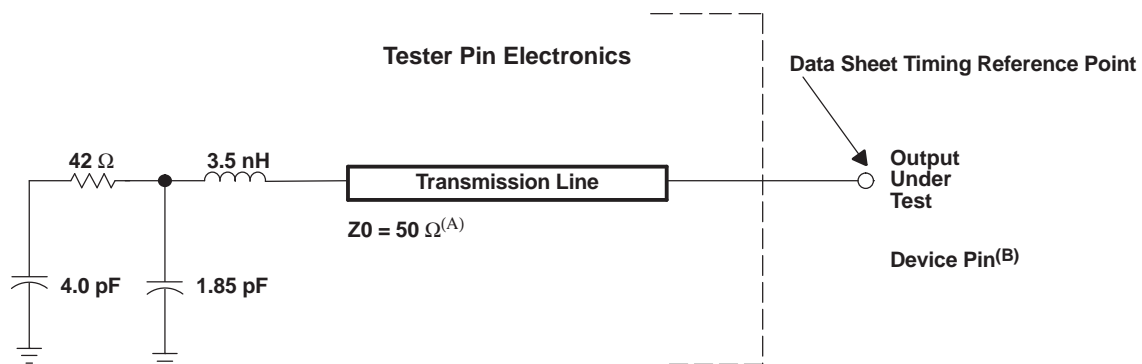 Tester Pin Electronics
Data Sheet Timing Reference Point
42 Ω
3.5 nH
Transmission Line
Output
Under
Test
Z0 = 50 Ω(A)
Device Pin(B)
4.0 pF
1.85 pF